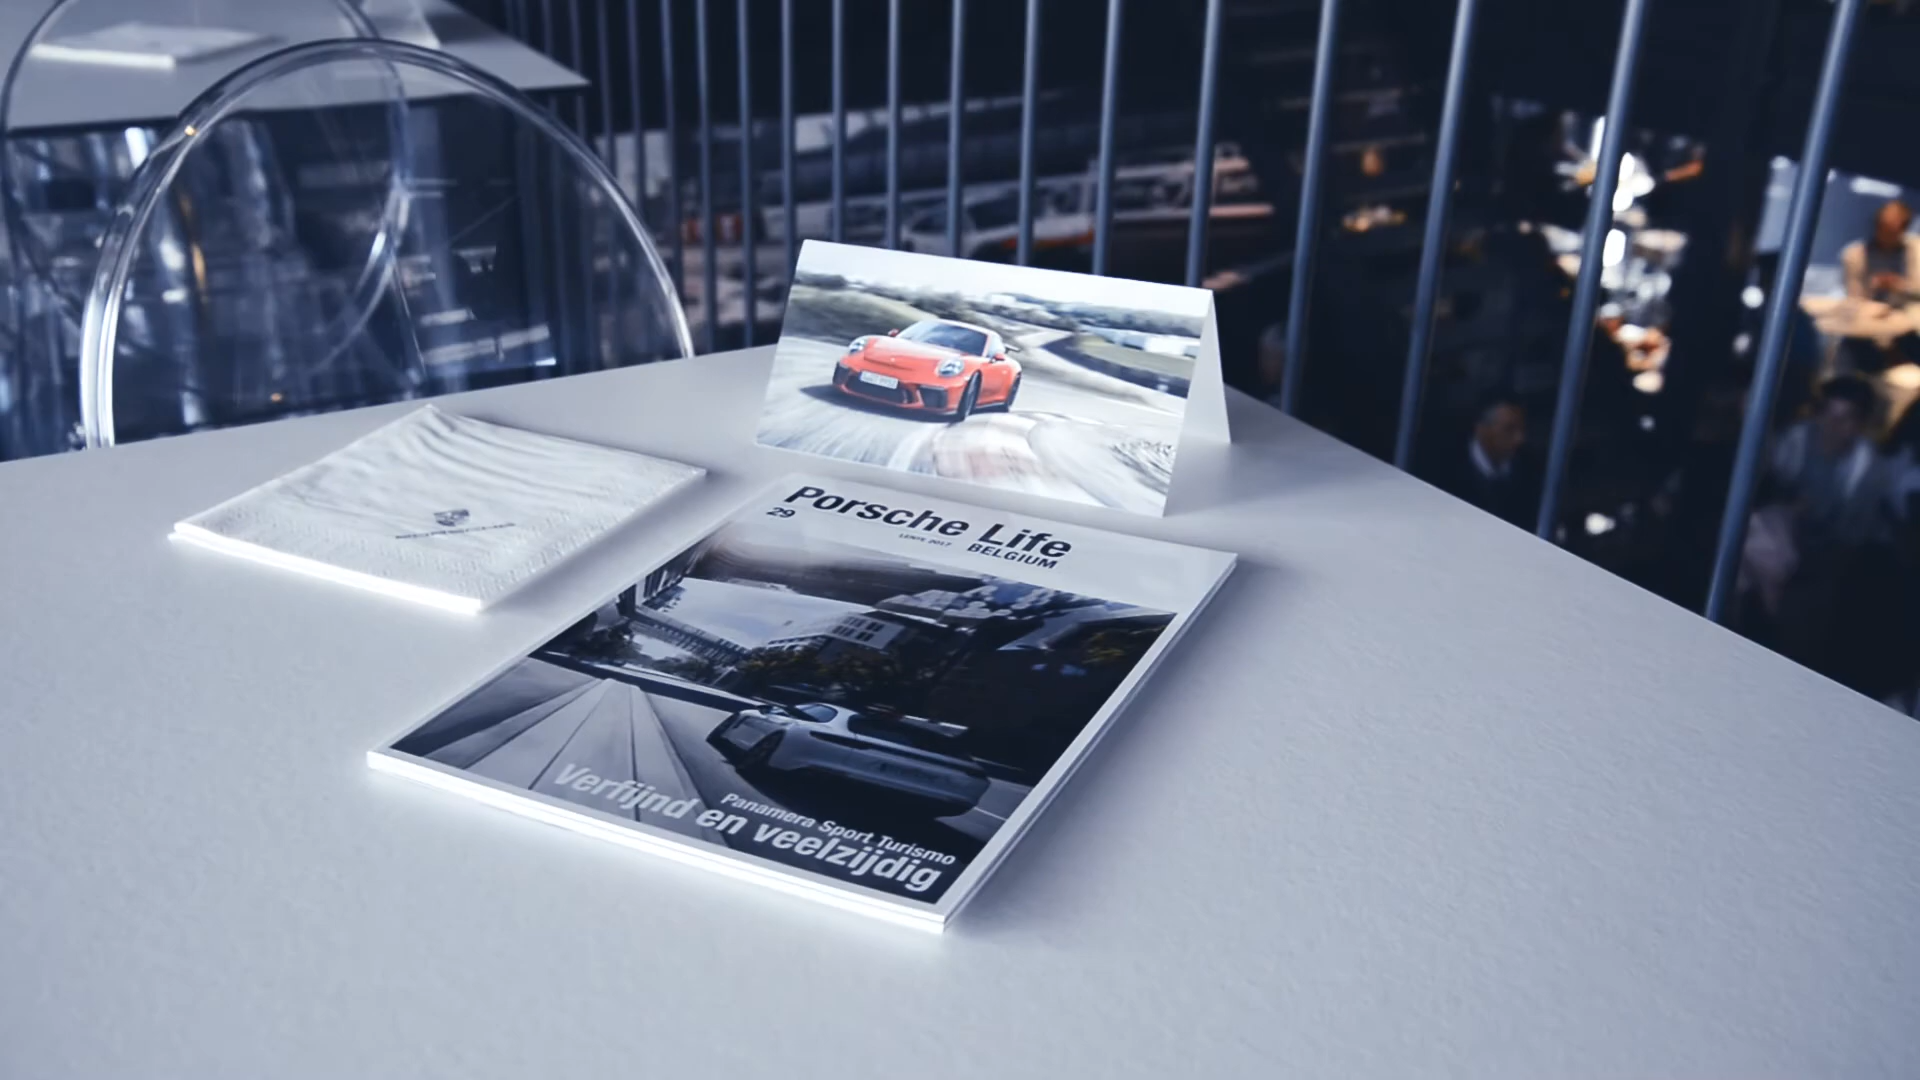 Porsche Life
29
LENTE 2017
BELGIUM
Panamera Sport Turismo
Verfijnd en veelzijdig